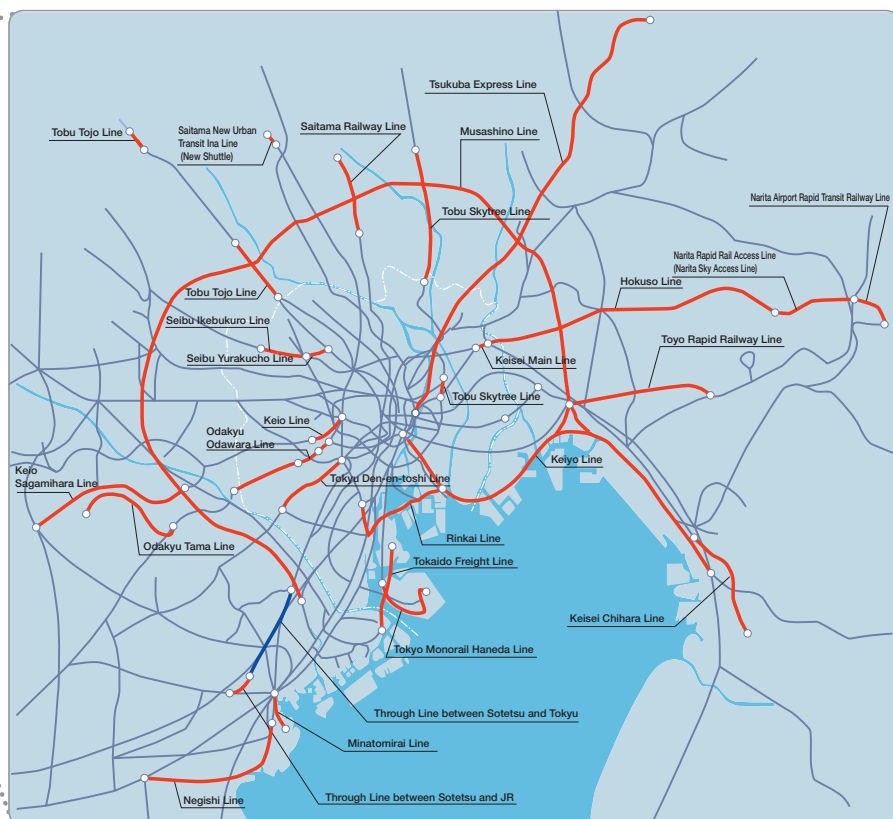 Tsukuba Express Line
Tobu Tojo Line
Saitama New Urban
Transit Ina Line
(New Shuttle)
Saitama Railway Line
Musashino Line
Narita Airport Rapid Transit Railway Line
Tobu Skytree Line
Narita Rapid Rail Access Line
(Narita Sky Access Line)
Hokuso Line
Tobu Tojo Line
Seibu Ikebukuro Line
Toyo Rapid Railway Line
Seibu Yurakucho Line
Keisei Main Line
Tobu Skytree Line
Keio Line
Odakyu
Odawara Line
Keiyo Line
Keio
Sagamihara Line
Tokyu Den-en-toshi Line
Rinkai Line
Odakyu Tama Line
Tokaido Freight Line
Keisei Chihara Line
Tokyo Monorail Haneda Line
Through Line between Sotetsu and Tokyu
Minatomirai Line
Negishi Line
Through Line between Sotetsu and JR